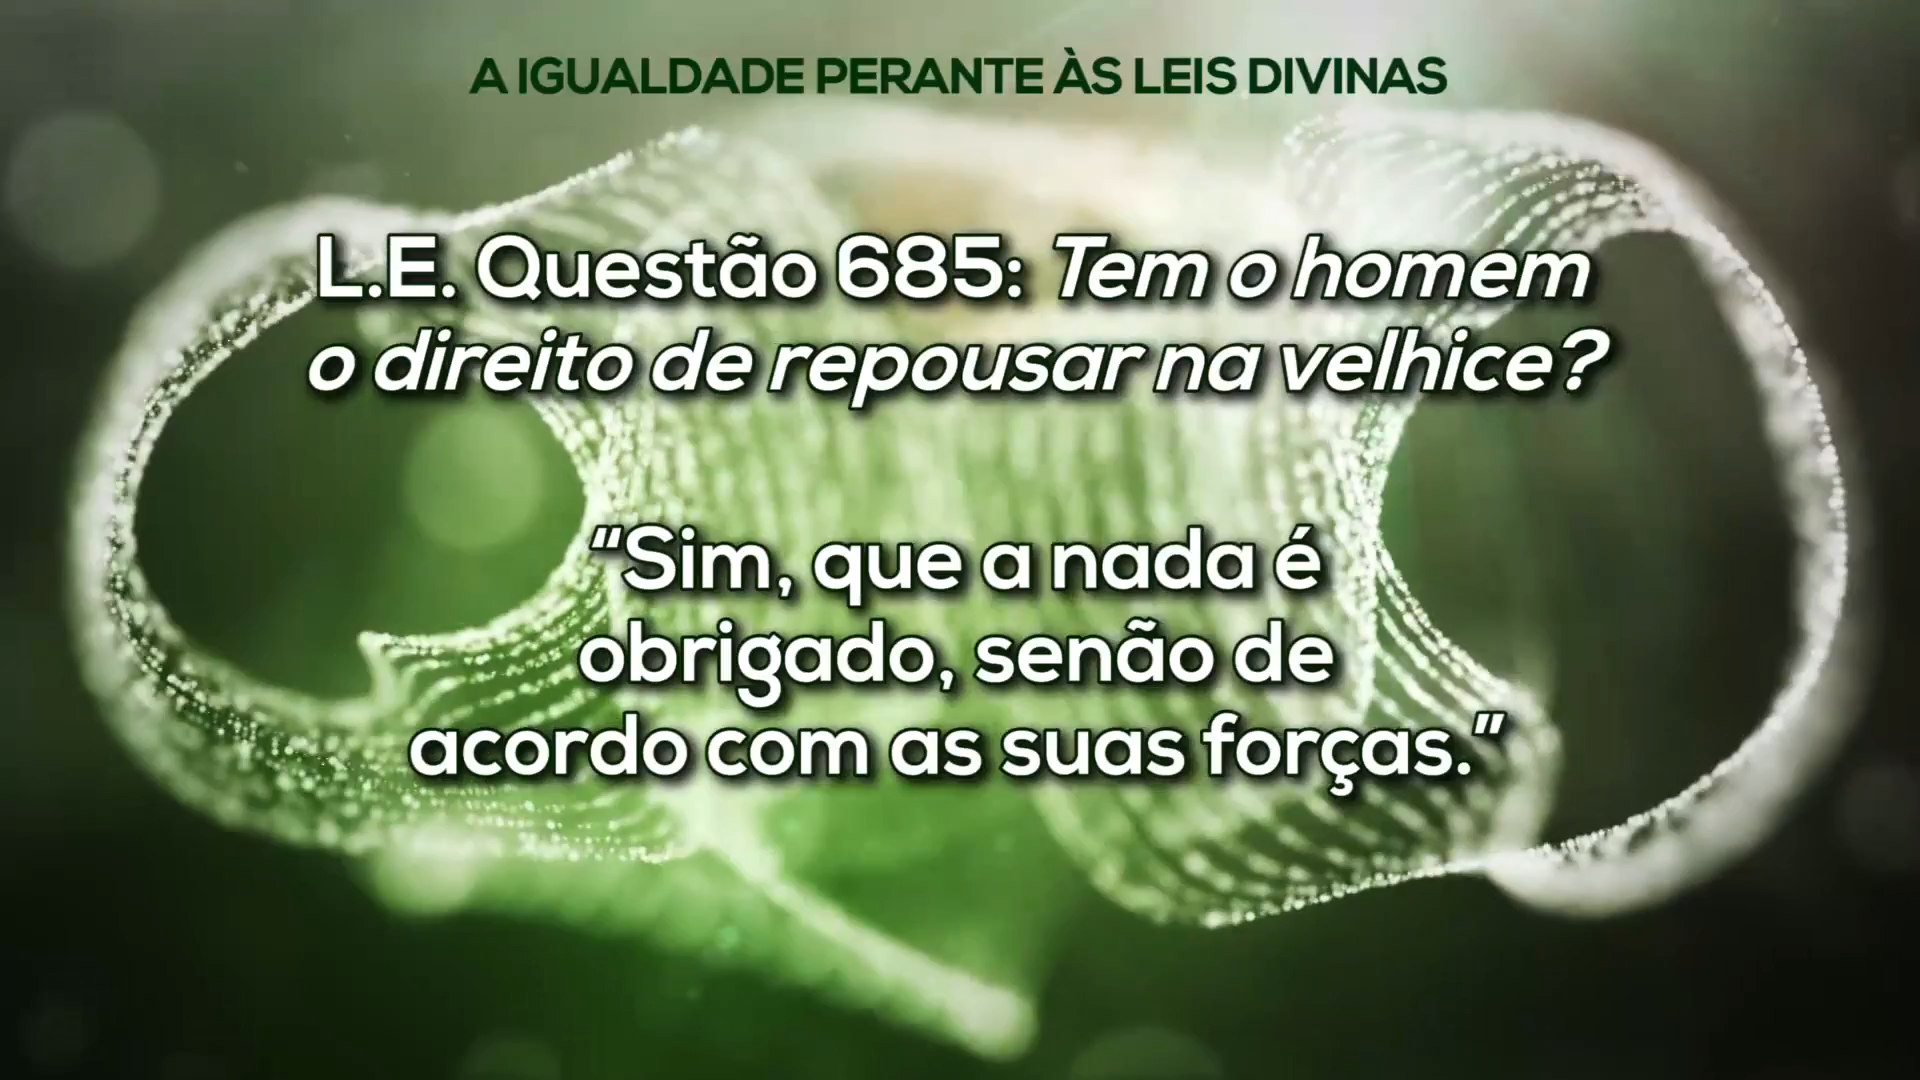 A IGUALDADE PERANTE ÀS LEIS DIVINAS
L.E. Questão 685: Tem o homem
o direito de repousar na velhice?
“Sim, que a nada é
obrigado, senão de
acordo com as suas forças.”